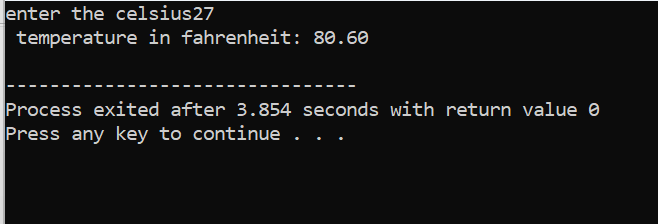 enter the celsius27
 temperature in fahrenheit: 80.60
--------------------------------
Process exited after 3.854 seconds with return value 0
Press any key to continue . . .